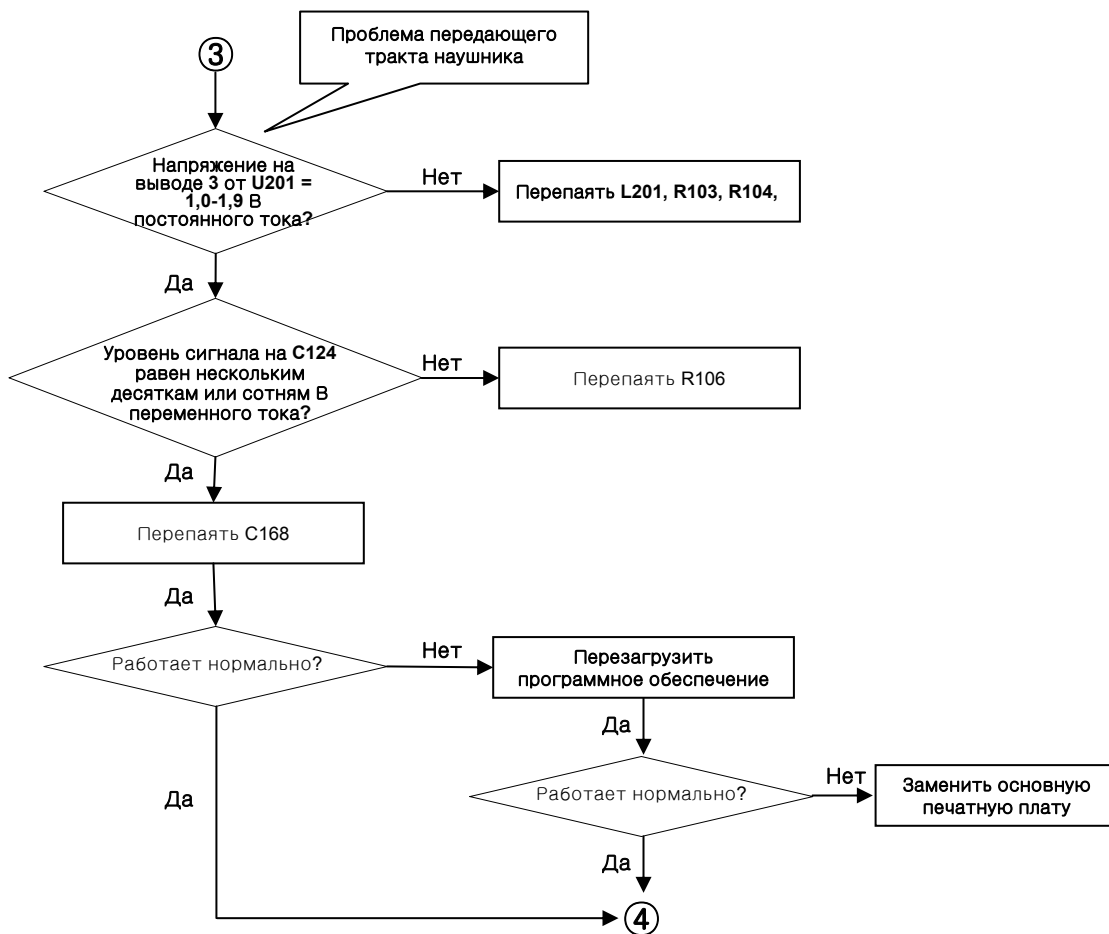 Проблема передающего
тракта наушника
③
Напряжение на
выводе 3 от U201 =
1,0-1,9 В
постоянного тока?
Нет
Перепаять L201, R103, R104,
Да
Уровень сигнала на C124
равен нескольким
десяткам или сотням В
переменного тока?
Нет
Перепаять R106
Да
Перепаять C168
Да
Работает нормально?
Нет
Перезагрузить
программное обеспечение
Да
Да
Работает нормально?
Нет
Заменить основную
печатную плату
Да
④